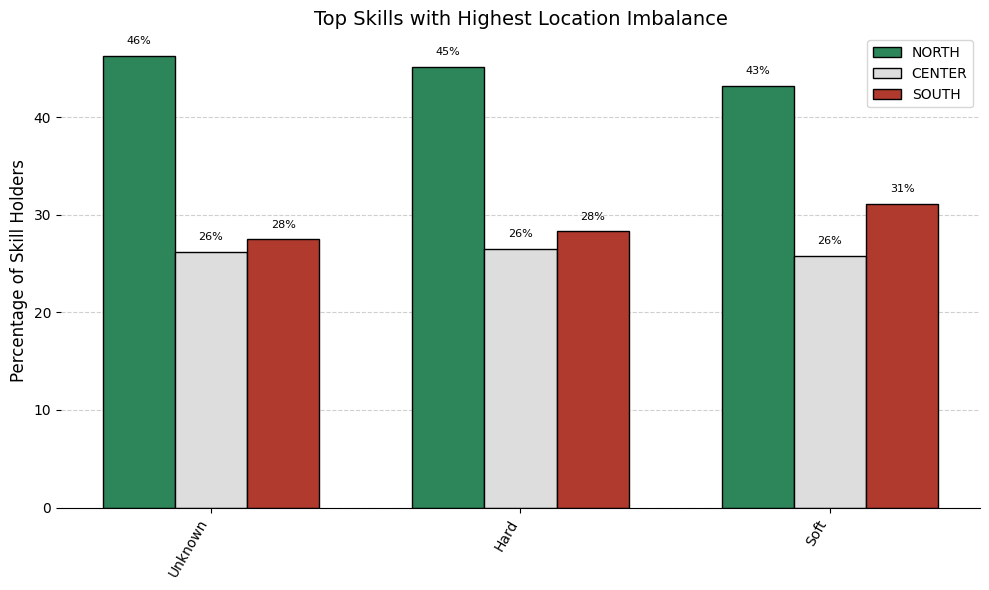 Top Skills with Highest Location Imbalance
NORTH
CENTER
SOUTH
Percentage of Skill Holders
40
30
20
10
0
46%
26%
28%
45%
26%
28%
43%
26%
31%
Unknown
Hard
Soft